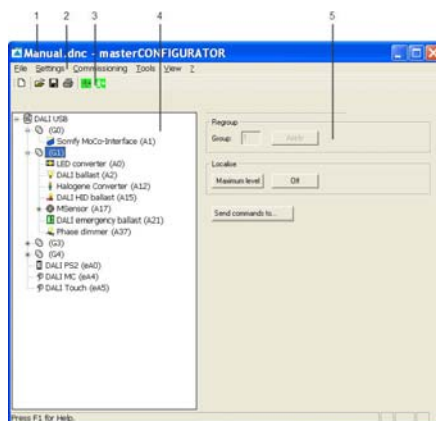 1 2 3 4 5
Manual.dnc - masterCONFIGURATOR
File Settings Commissioning Tools View ?
DALI USB
(G0)
Somfy MoCo-Interface (A1)
(G1)
LED converter (A0)
DALI ballast (A2)
Halogene Converter (A12)
DALI HID ballast (A15)
MSensor (A17)
DALI emergency ballast (A21)
Phase dimmer (A37)
(G3)
(G4)
DALI PS2 (eA0)
DALI MC (eA4)
DALI Touch (eA5)
Regroup
Group: Apply
Localise
Maximum level Off
Send commands to...
Press F1 for Help.